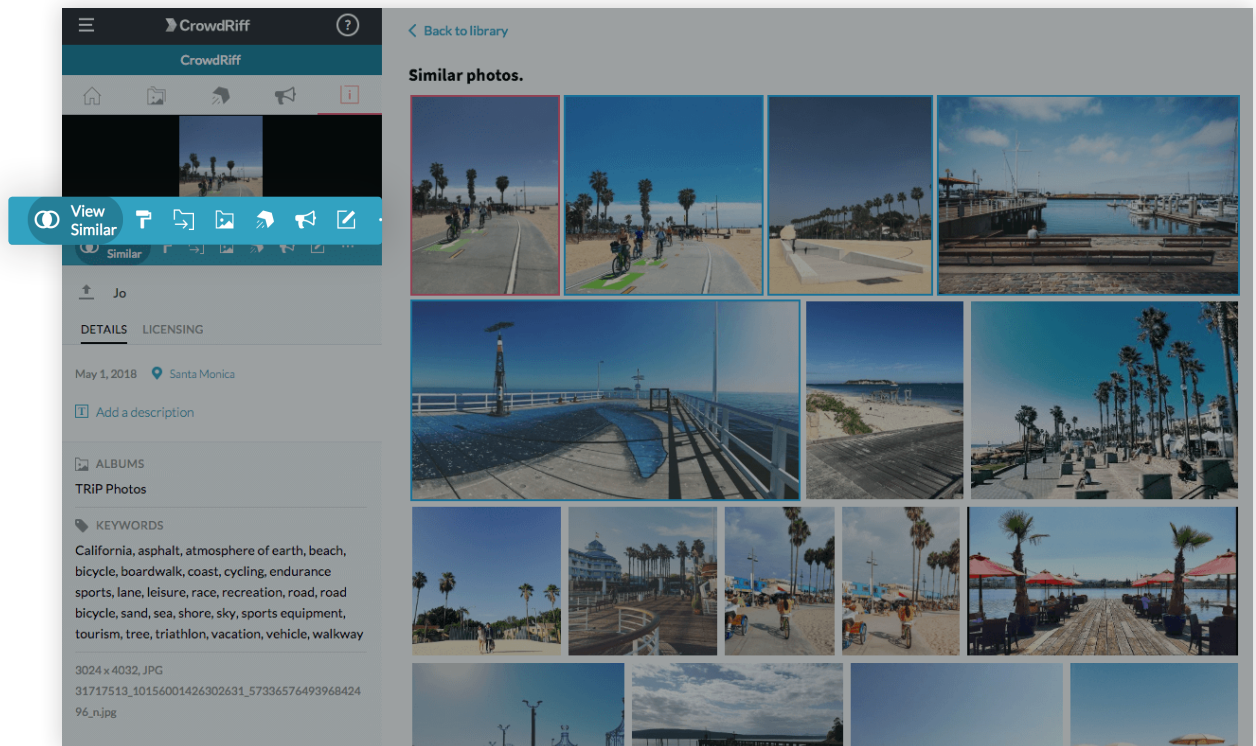 CrowdRiff
?
Back to library
CrowdRiff
Similar photos.
i
View
Similar
Similar
Jo
DETAILS LICENSING
May 1, 2018 Santa Monica
T Add a description
ALBUMS
TRiP Photos
KEYWORDS
California, asphalt, atmosphere of earth, beach,
bicycle, boardwalk, coast, cycling, endurance
sports, lane, leisure, race, recreation, road, road
bicycle, sand, sea, shore, sky, sports equipment,
tourism, tree, triathlon, vacation, vehicle, walkway
3024 x 4032, JPG
31717513_10156001426302631_57336576493968424
96_n.jpg